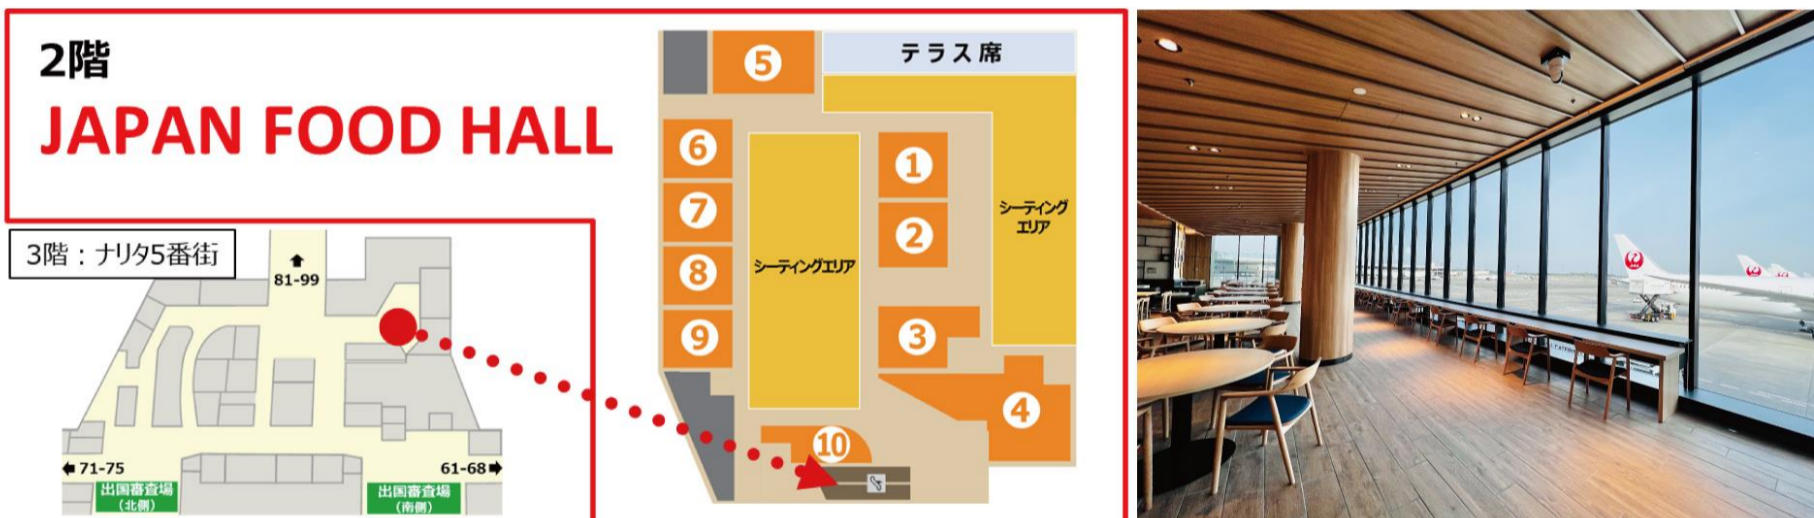 2階
JAPAN FOOD HALL
テラス席
5
6
7
8
9
1
2
3
4
10
シーティングエリア
シーティング
エリア
3階：ナリタ5番街
81-99
71-75
61-68
出国審査場
（北側）
出国審査場
（南側）